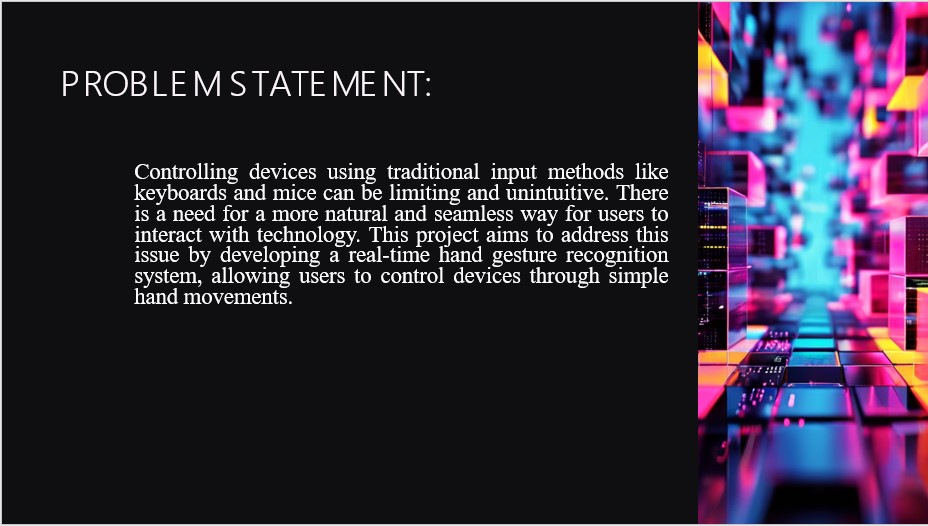 PROBLEM STATEMENT:
Controlling devices using traditional input methods like
keyboards and mice can be limiting and unintuitive. There
is a need for a more natural and seamless way for users to
interact with technology. This project aims to address this
issue by developing a real-time hand gesture recognition
system, allowing users to control devices through simple
hand movements.